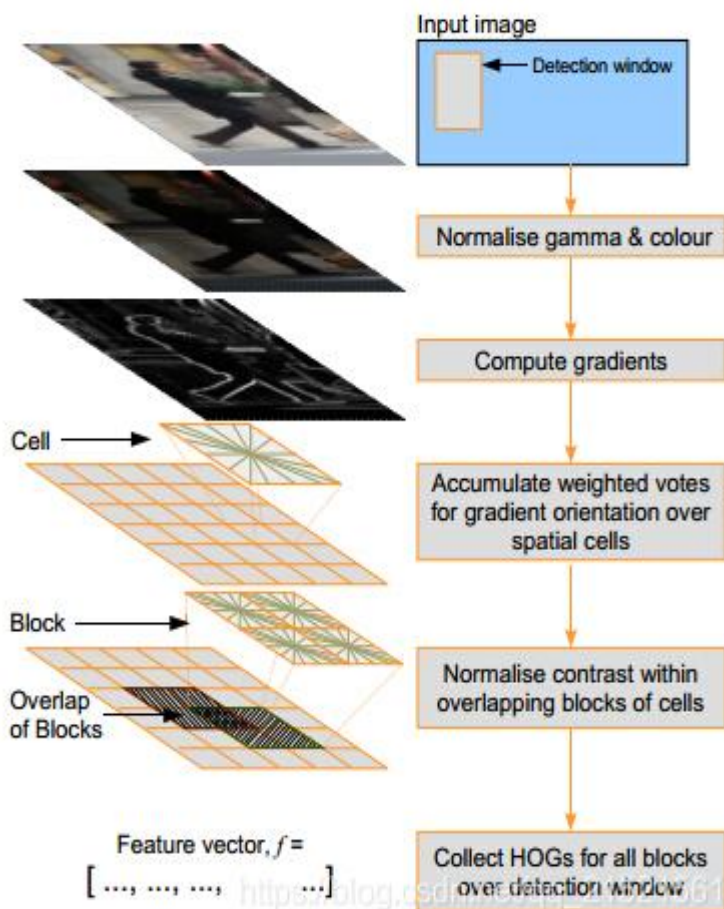 Input image
Detection window
Normalise gamma & colour
Compute gradients
Cell
Accumulate weighted votes
for gradient orientation over
spatial cells
Block
Normalise contrast within
overlapping blocks of cells
Overlap
of Blocks
Feature vector, f =
[ ..., ..., ..., ...]
Collect HOGs for all blocks
over detection window